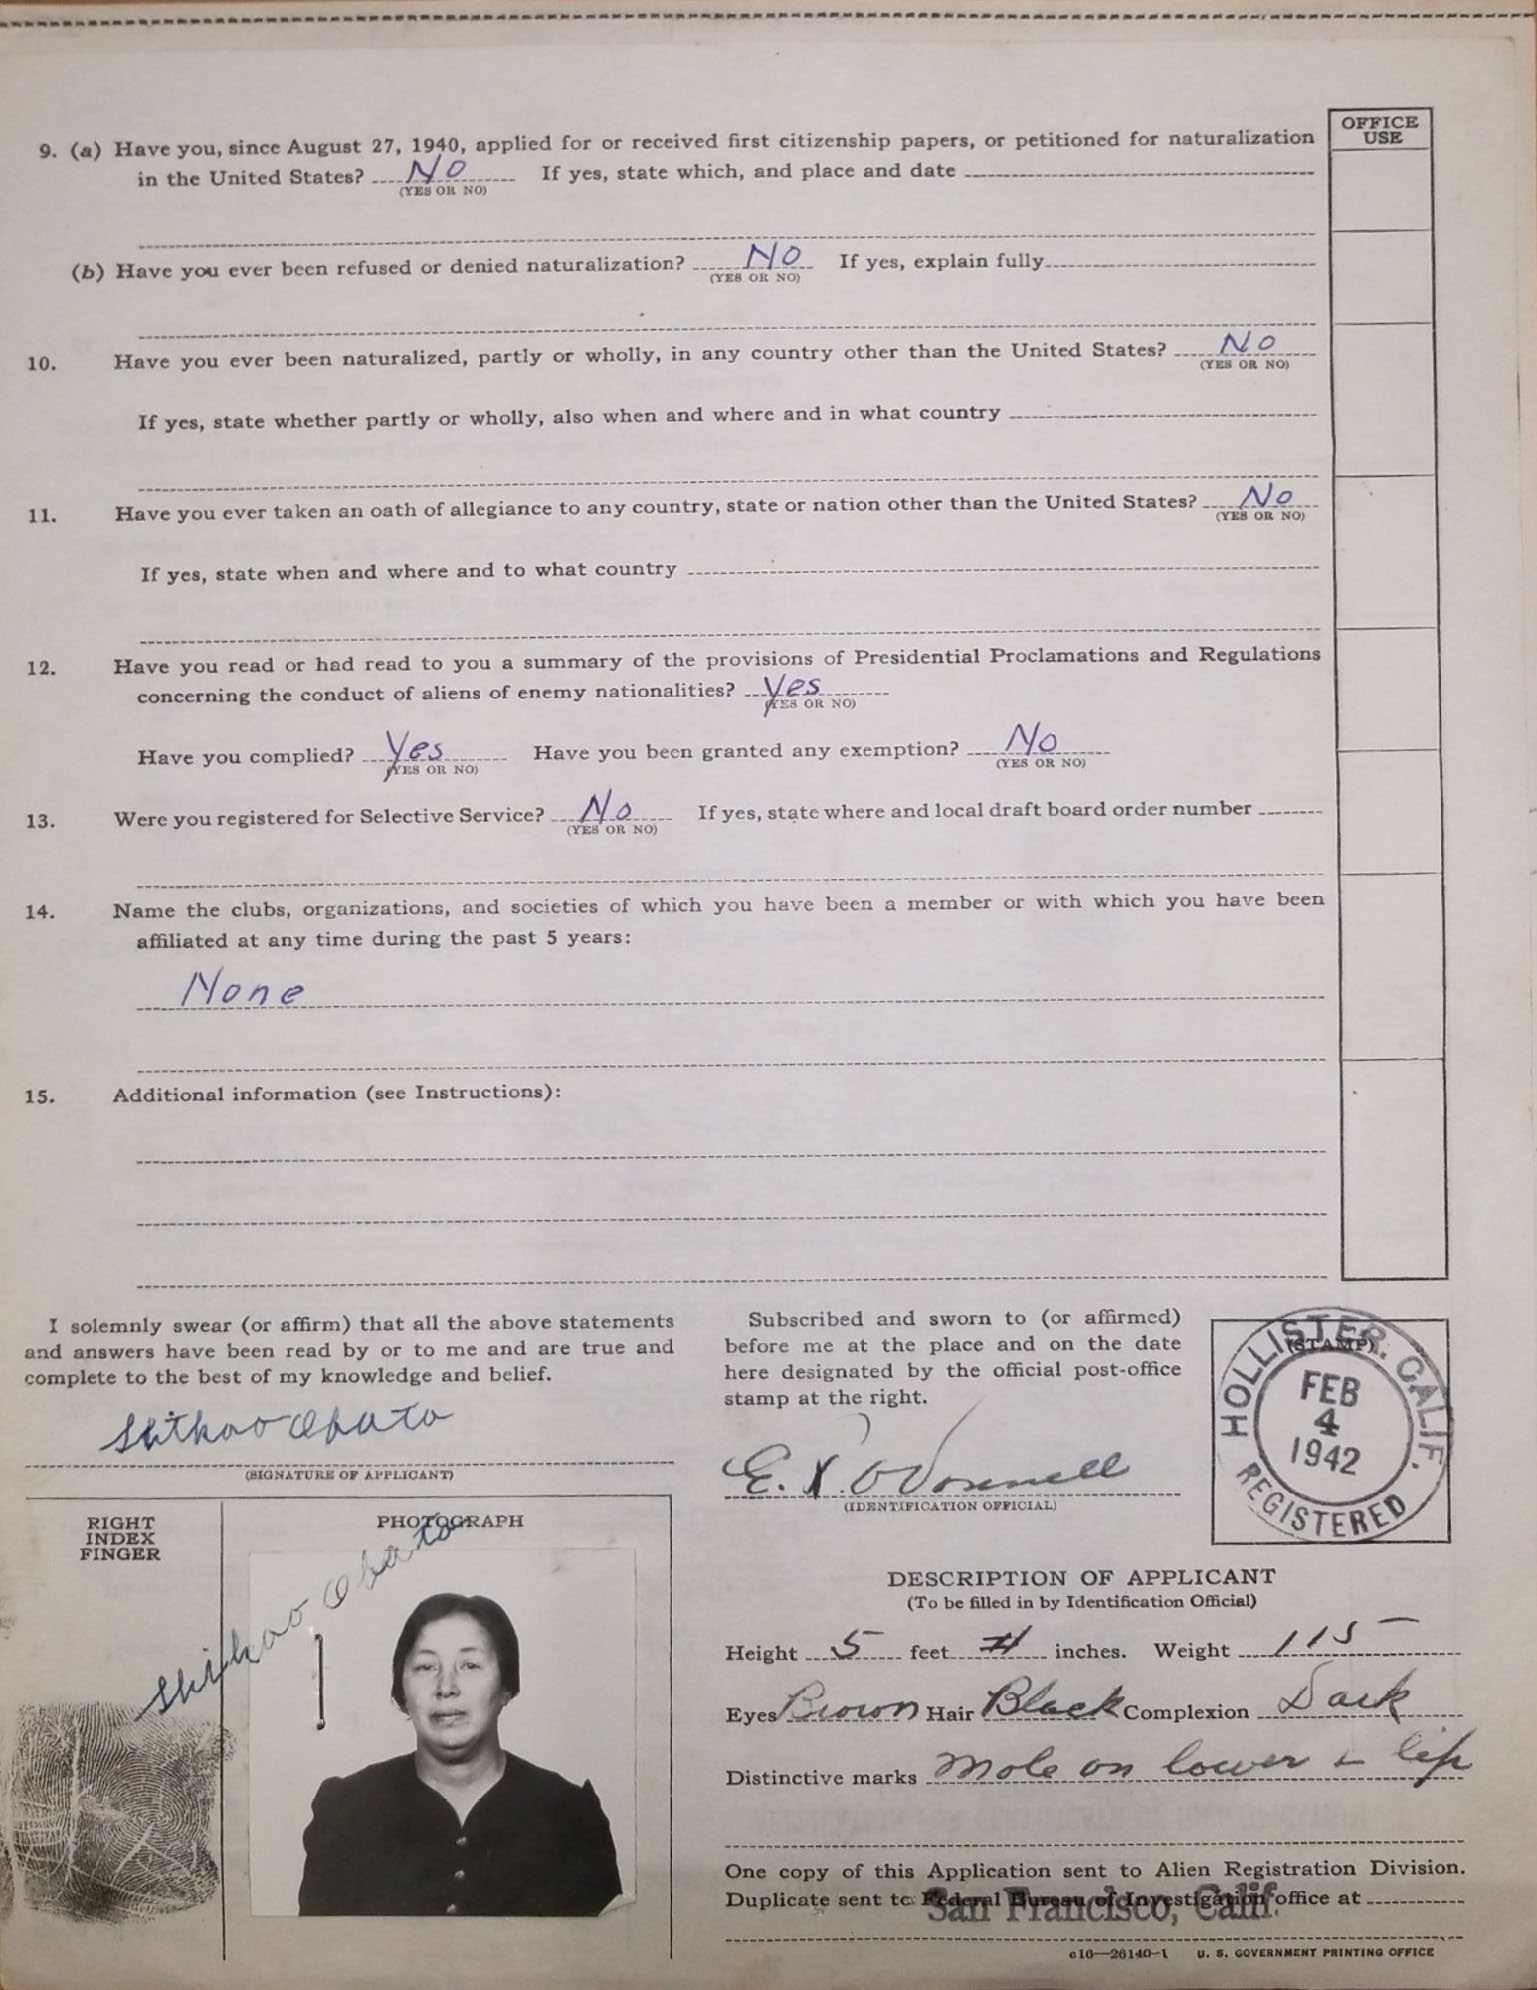 OFFICE
USE
9. (a) Have you, since August 27, 1940, applied for or received first citizenship papers, or petitioned for naturalization
in the United States? No If yes, state which, and place and date
(YES OR NO)
(b) Have you ever been refused or denied naturalization? No If yes, explain fully
(YES OR NO)
10. Have you ever been naturalized, partly or wholly, in any country other than the United States? No
(YES OR NO)
If yes, state whether partly or wholly, also when and where and in what country
11. Have you ever taken an oath of allegiance to any country, state or nation other than the United States? No
(YES OR NO)
If yes, state when and where and to what country
12. Have you read or had read to you a summary of the provisions of Presidential Proclamations and Regulations
concerning the conduct of aliens of enemy nationalities? Yes
(YES OR NO)
Have you complied? Yes Have you been granted any exemption? No
(YES OR NO) (YES OR NO)
13. Were you registered for Selective Service? No If yes, state where and local draft board order number
(YES OR NO)
14. Name the clubs, organizations, and societies of which you have been a member or with which you have been
affiliated at any time during the past 5 years:
None
15. Additional information (see Instructions):
I solemnly swear (or affirm) that all the above statements
and answers have been read by or to me and are true and
complete to the best of my knowledge and belief.
Obata
(SIGNATURE OF APPLICANT)
Subscribed and sworn to (or affirmed)
before me at the place and on the date
here designated by the official post-office
stamp at the right.
E. O'Donnell
(IDENTIFICATION OFFICIAL)
(STAMP)
HOLLISTER, CALIF.
FEB
4
1942
REGISTERED
RIGHT
INDEX
FINGER
PHOTOGRAPH
Obata
DESCRIPTION OF APPLICANT
(To be filled in by Identification Official)
Height 5 feet inches. Weight 115
Eyes Brown Hair Black Complexion Dark
Distinctive marks Mole on lower lip
One copy of this Application sent to Alien Registration Division.
Duplicate sent to Federal Bureau of Investigation office at
San Francisco, Calif.
c16—26140-1 U. S. GOVERNMENT PRINTING OFFICE